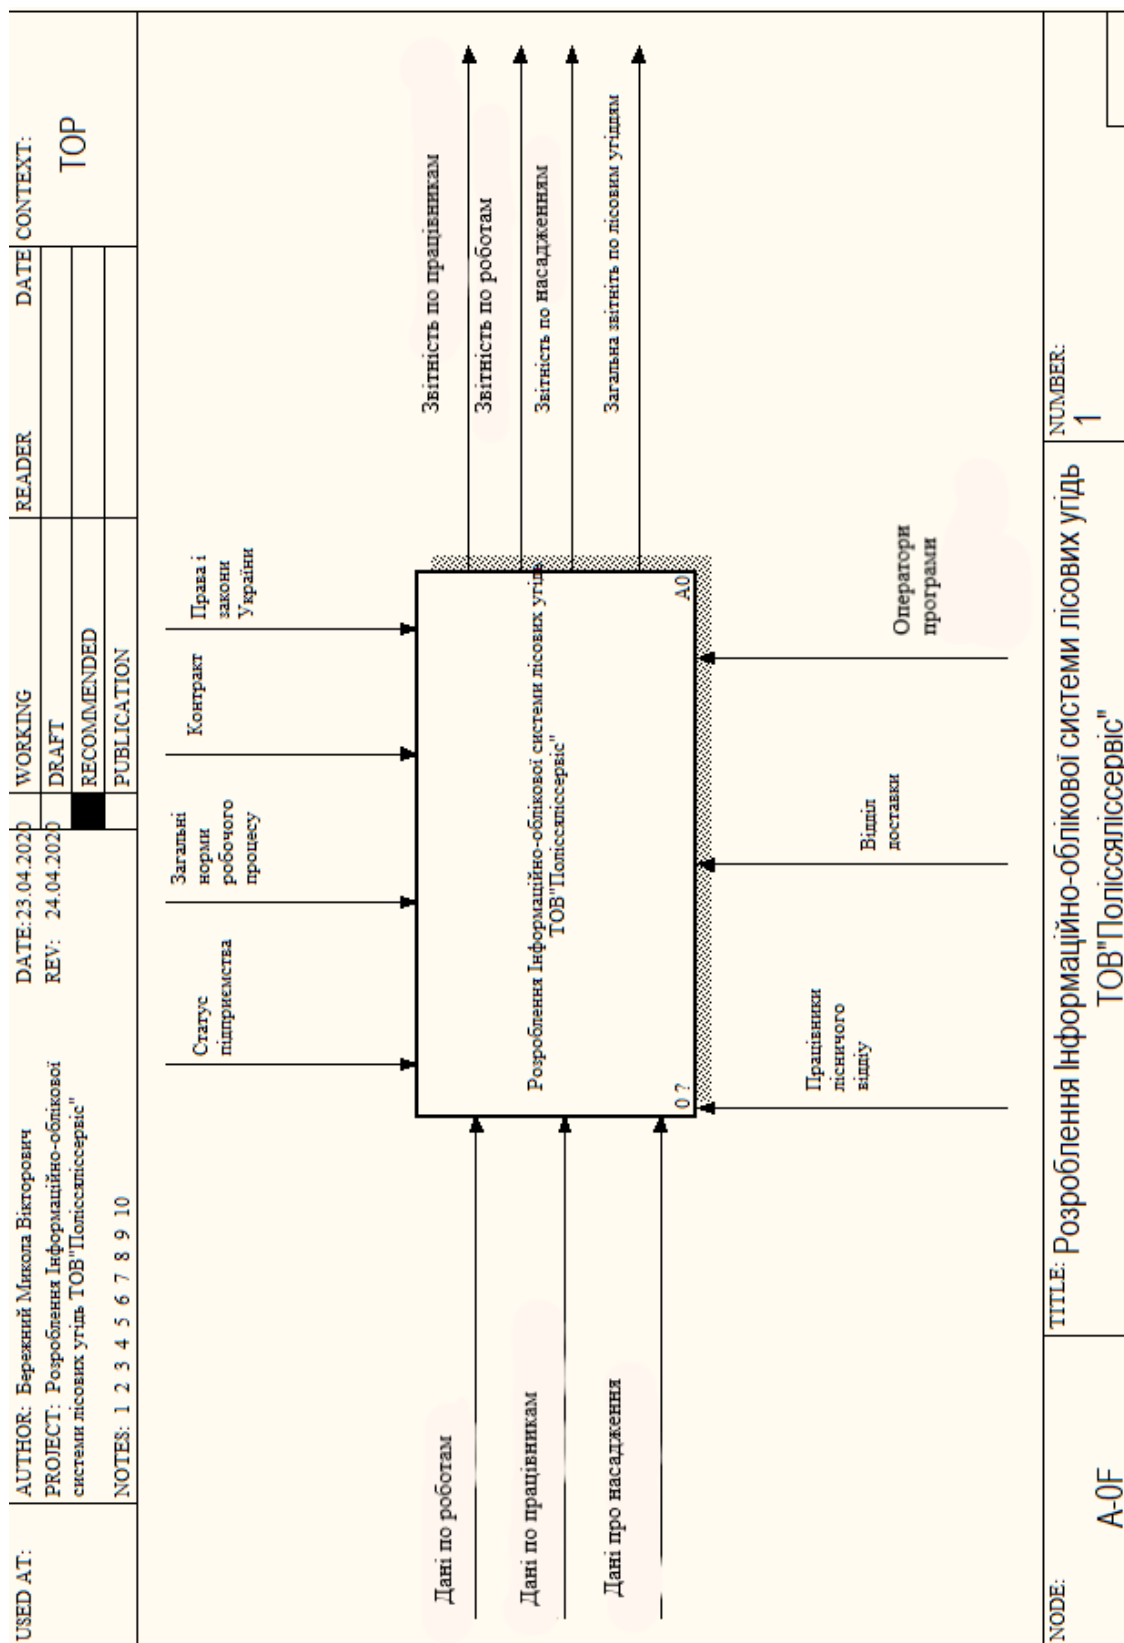 USED AT:
AUTHOR: Бережний Микола Вікторович
PROJECT: Розроблення Інформаційно-облікової
системи лісових угідь ТОВ"Поліссяліссервіс"
NOTES: 1 2 3 4 5 6 7 8 9 10
DATE: 23.04.2020
REV: 24.04.2020
WORKING
DRAFT
RECOMMENDED
PUBLICATION
READER
DATE
CONTEXT:
TOP
Статус
підприємства
Загальні
норми
робочого
процесу
Контракт
Права і
закони
України
Дані по роботам
Дані по працівникам
Дані про насадження
Розроблення Інформаційно-облікової системи лісових угідь
ТОВ"Поліссяліссервіс"
0 ?
A0
Звітність по працівникам
Звітність по роботам
Звітність по насадженням
Загальна звітніть по лісовим угіддям
Працівники
лісничого
відділу
Відділ
доставки
Оператори
програми
NODE:
A-0F
TITLE: Розроблення Інформаційно-облікової системи лісових угідь
ТОВ"Поліссяліссервіс"
NUMBER:
1